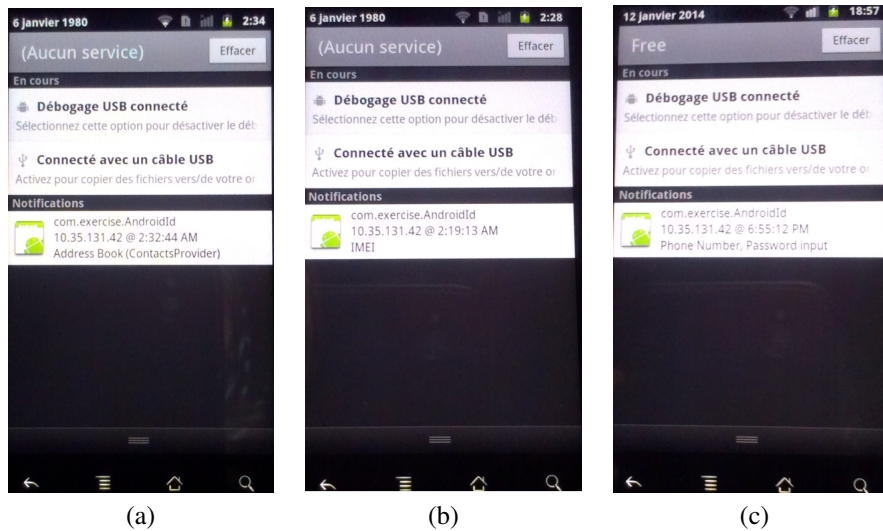 6 janvier 1980 2:34
(Aucun service) Effacer
En cours
Débogage USB connecté
Sélectionnez cette option pour désactiver le déb
Connecté avec un câble USB
Activez pour copier des fichiers vers/de votre or
Notifications
com.exercise.AndroidId
10.35.131.42 @ 2:32:44 AM
Address Book (ContactsProvider)
(a)
6 janvier 1980 2:28
(Aucun service) Effacer
En cours
Débogage USB connecté
Sélectionnez cette option pour désactiver le déb
Connecté avec un câble USB
Activez pour copier des fichiers vers/de votre or
Notifications
com.exercise.AndroidId
10.35.131.42 @ 2:19:13 AM
IMEI
(b)
12 janvier 2014 18:57
Free Effacer
En cours
Débogage USB connecté
Sélectionnez cette option pour désactiver le déb
Connecté avec un câble USB
Activez pour copier des fichiers vers/de votre or
Notifications
com.exercise.AndroidId
10.35.131.42 @ 6:55:12 PM
Phone Number, Password input
(c)